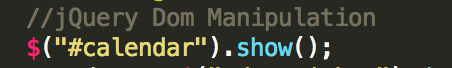 //jQuery Dom Manipulation
$("#calendar").show();